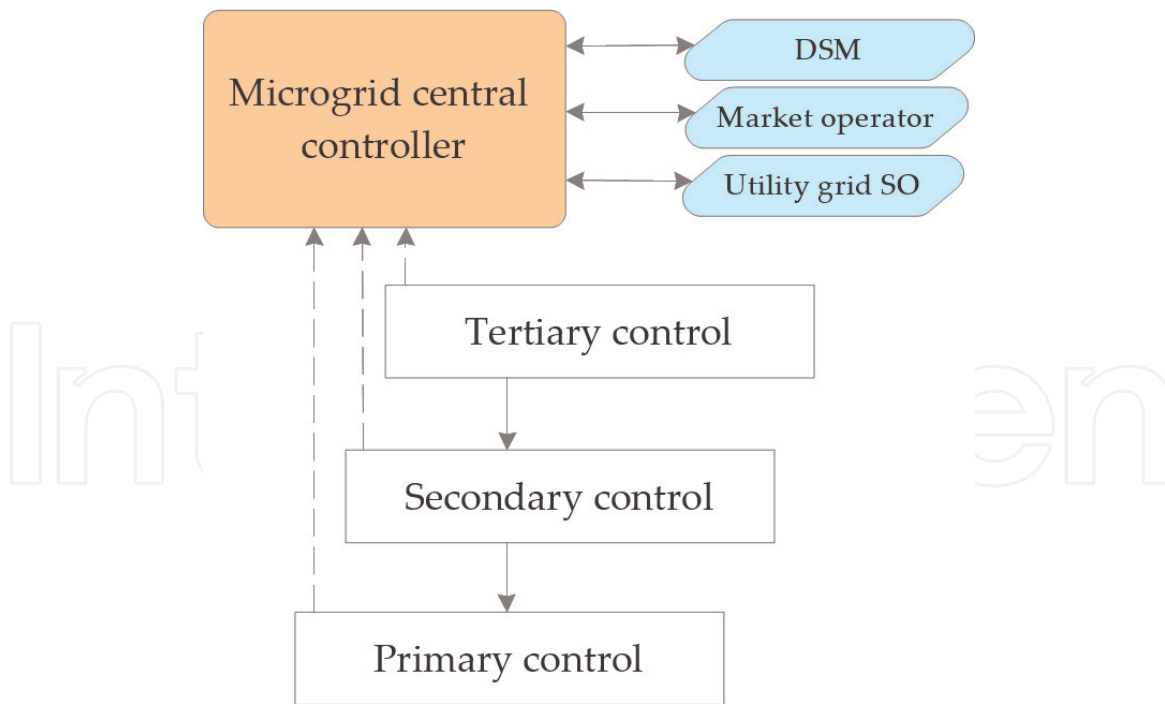 Microgrid central
controller
DSM
Market operator
Utility grid SO
Tertiary control
Secondary control
Primary control